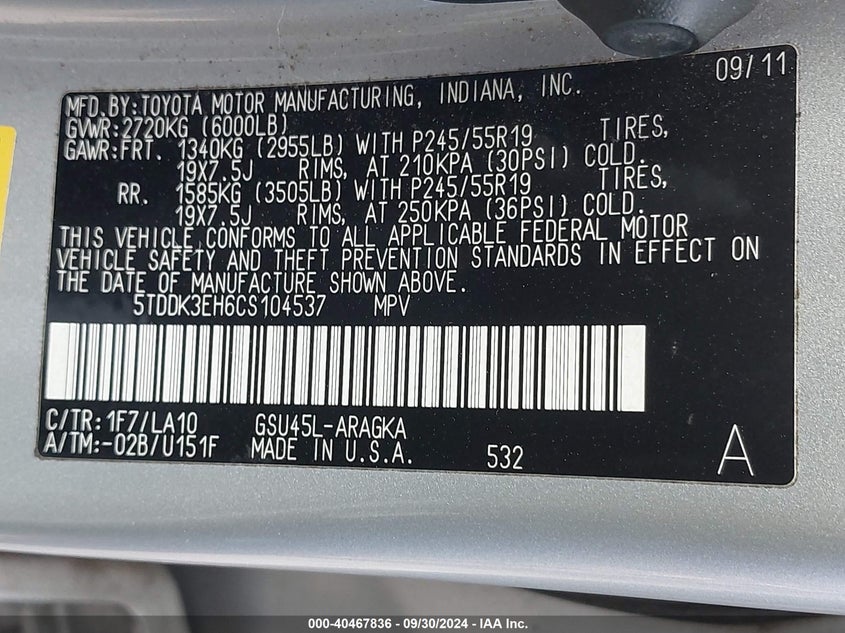 09/11
MFD. BY: TOYOTA MOTOR MANUFACTURING, INDIANA, INC.
GVWR: 2720KG (6000LB)
GAWR: FRT. 1340KG (2955LB) WITH P245/55R19 TIRES,
19X7.5J RIMS, AT 210KPA (30PSI) COLD.
RR. 1585KG (3505LB) WITH P245/55R19 TIRES,
19X7.5J RIMS, AT 250KPA (36PSI) COLD.
THIS VEHICLE CONFORMS TO ALL APPLICABLE FEDERAL MOTOR
VEHICLE SAFETY AND THEFT PREVENTION STANDARDS IN EFFECT ON
THE DATE OF MANUFACTURE SHOWN ABOVE.
5TDDK3EH6CS104537 MPV
C/TR: 1F7/LA10 GSU45L-ARAGKA
A/TM: -02B/U151F MADE IN U.S.A. 532 A
000-40467836 - 09/30/2024 - IAA Inc.